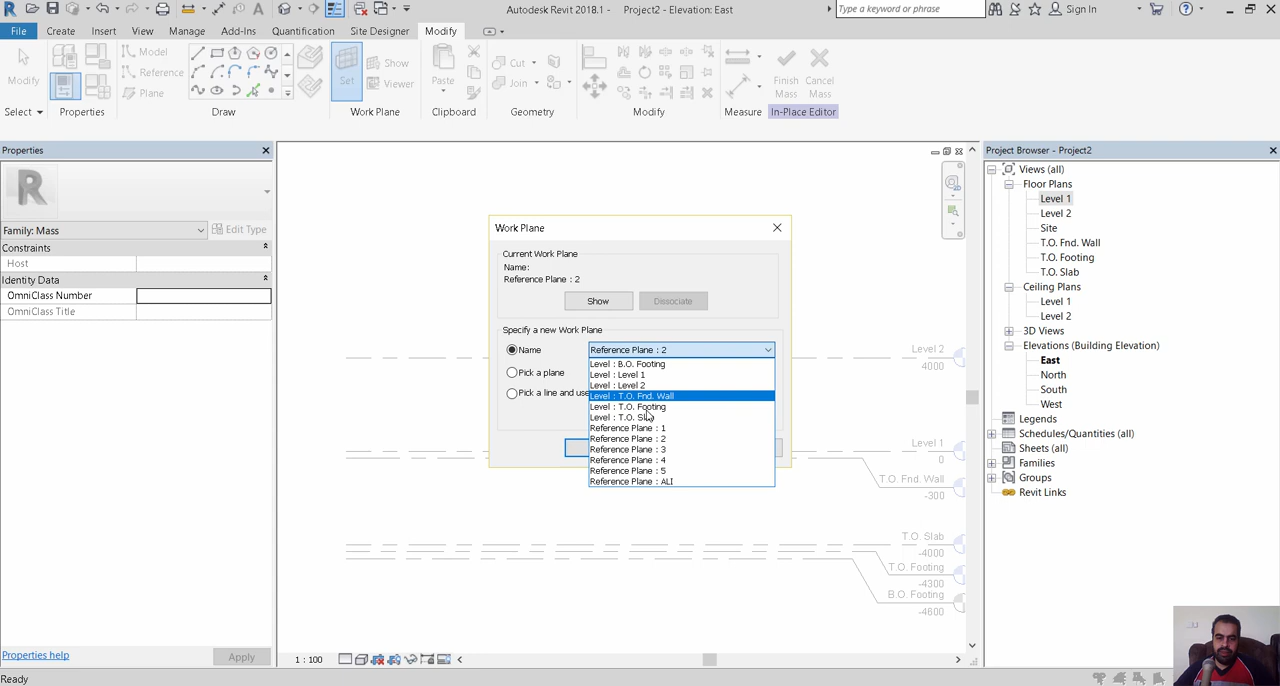 Autodesk Revit 2018.1 - Project2 - Elevation: East
Type a keyword or phrase
Sign In
File Create Insert View Manage Add-Ins Quantification Site Designer Modify
Modify
Model
Reference
Plane
Set
Show
Viewer
Paste
Cut
Join
Finish Mass
Cancel Mass
Select Properties Draw Work Plane Clipboard Geometry Modify Measure In-Place Editor
Properties
R
Family: Mass
Edit Type
Constraints
Host
Identity Data
OmniClass Number
OmniClass Title
Properties help
Apply
Work Plane
Current Work Plane
Name:
Reference Plane : 2
Show
Dissociate
Specify a new Work Plane
Name
Reference Plane : 2
Pick a plane
Pick a line and use
Level : B.O. Footing
Level : Level 1
Level : Level 2
Level : T.O. Fnd. Wall
Level : T.O. Footing
Level : T.O. Slab
Reference Plane : 1
Reference Plane : 2
Reference Plane : 3
Reference Plane : 4
Reference Plane : 5
Reference Plane : ALI
Level 2
4000
Level 1
0
T.O. Fnd. Wall
-300
T.O. Slab
-4000
T.O. Footing
-4300
B.O. Footing
-4600
1 : 100
Project Browser - Project2
Views (all)
Floor Plans
Level 1
Level 2
Site
T.O. Fnd. Wall
T.O. Footing
T.O. Slab
Ceiling Plans
Level 1
Level 2
3D Views
Elevations (Building Elevation)
East
North
South
West
Legends
Schedules/Quantities (all)
Sheets (all)
Families
Groups
Revit Links
Ready